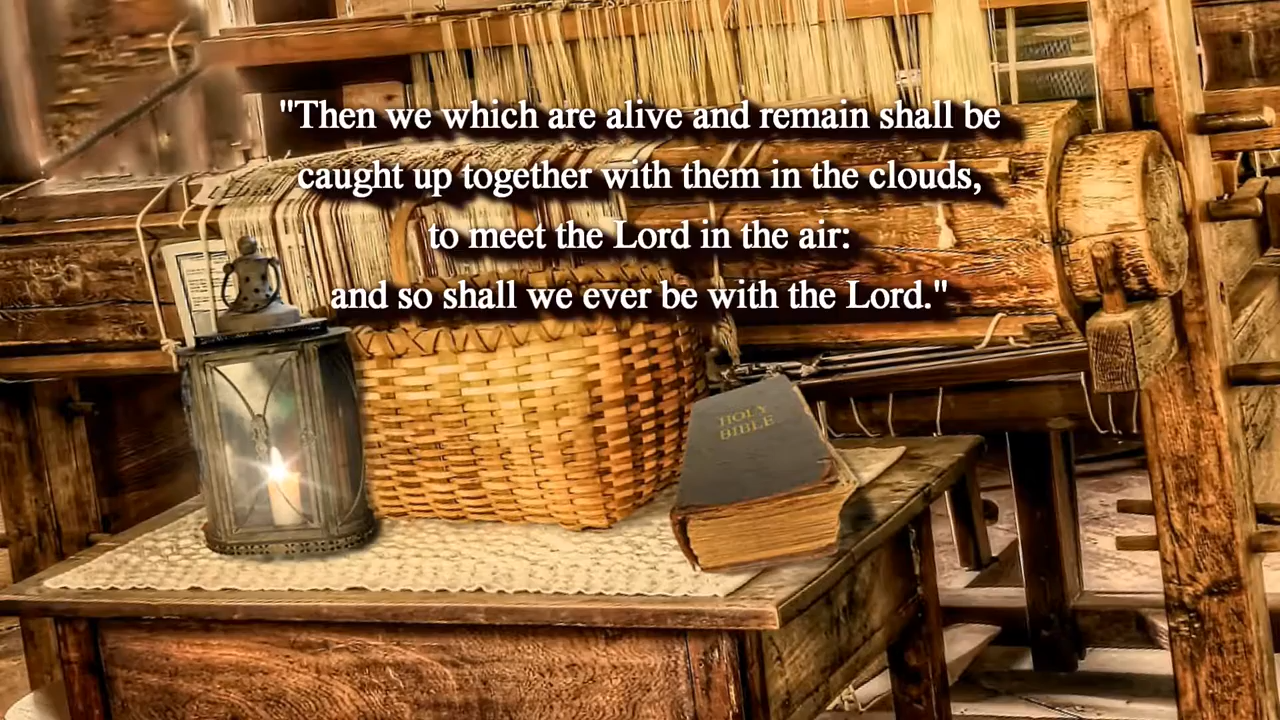 "Then we which are alive and remain shall be
caught up together with them in the clouds,
to meet the Lord in the air:
and so shall we ever be with the Lord."
HOLY
BIBLE